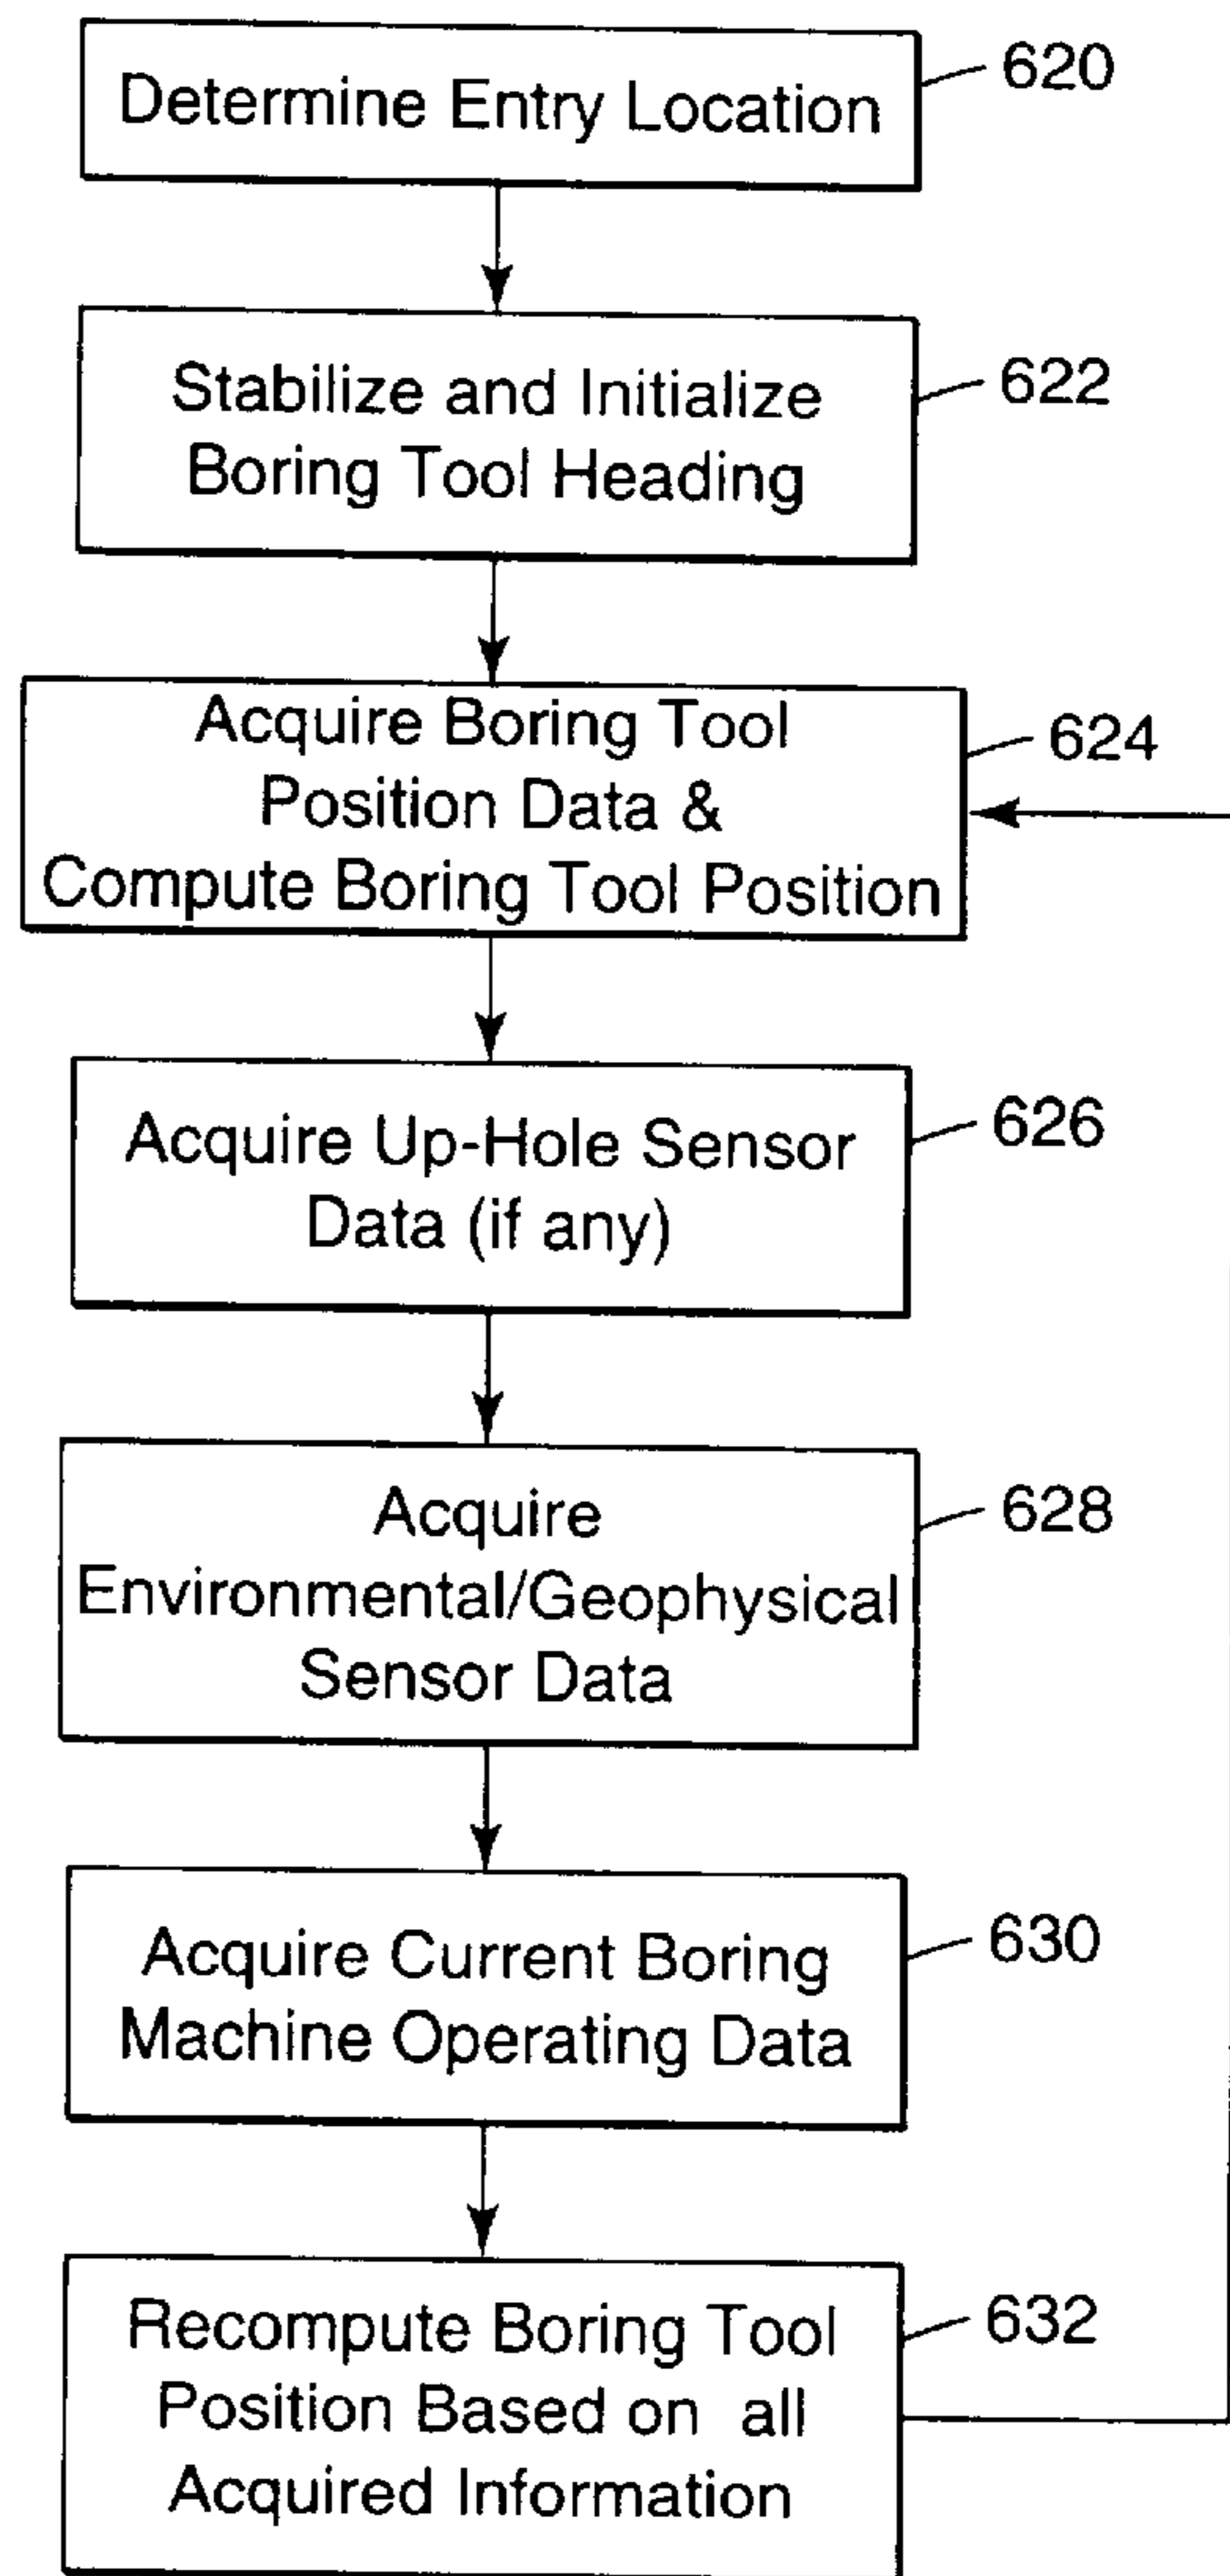 Determine Entry Location
620
Stabilize and Initialize
Boring Tool Heading
622
Acquire Boring Tool
Position Data &
Compute Boring Tool Position
624
Acquire Up-Hole Sensor
Data (if any)
626
Acquire
Environmental/Geophysical
Sensor Data
628
Acquire Current Boring
Machine Operating Data
630
Recompute Boring Tool
Position Based on all
Acquired Information
632